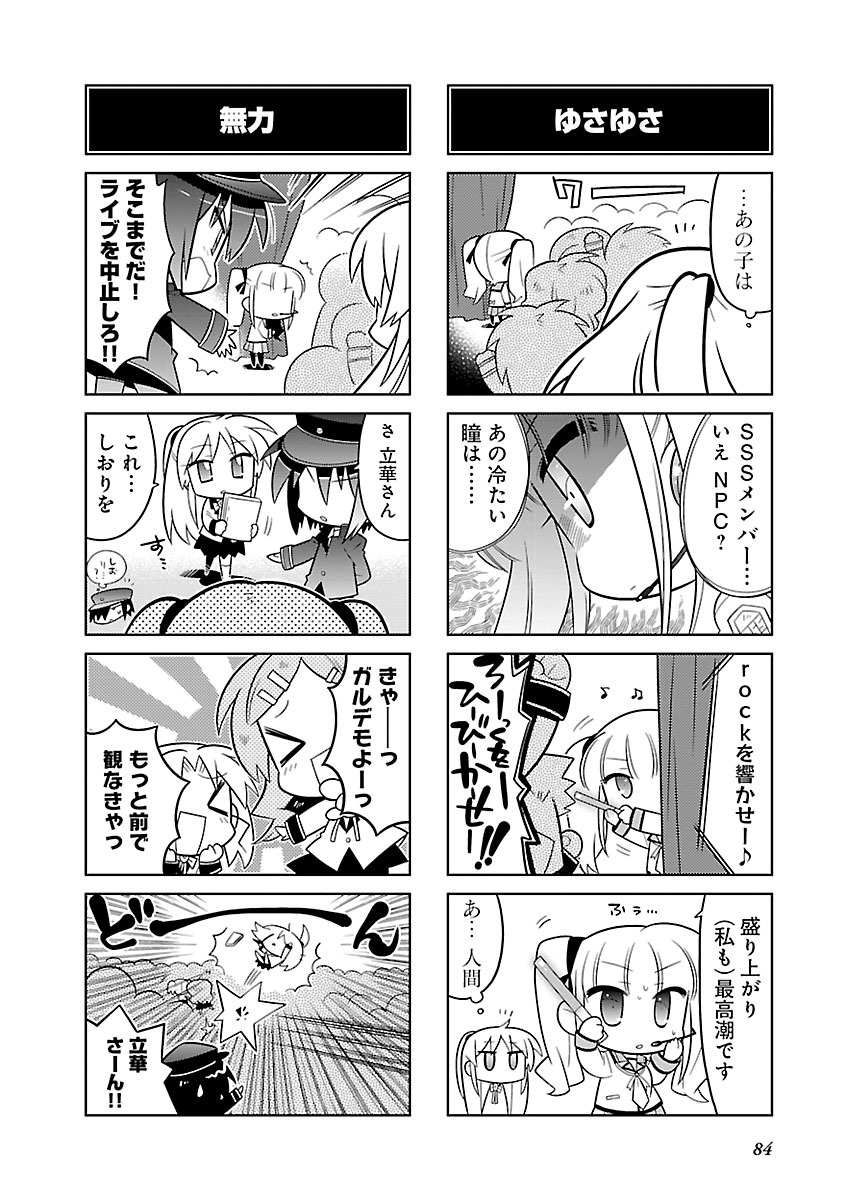 ゆさゆさ
ワー
…あの子は
SSSメンバー…
いえNPC?
あの冷たい
瞳は……
rockを響かせー♪
ろーっくをー
ひびーかせー!!
盛り上がり
(私も)最高潮です
ふぅ…
あ…人間
無力
そこまでだ!
ライブを中止しろ!!
さ 立華さん
これ…
しおりを
す…
しお
り…?
きゃーーっ
ガルデモよーっ
もっと前で
観なきゃっ
どーーーん
立華
さーん!!
84